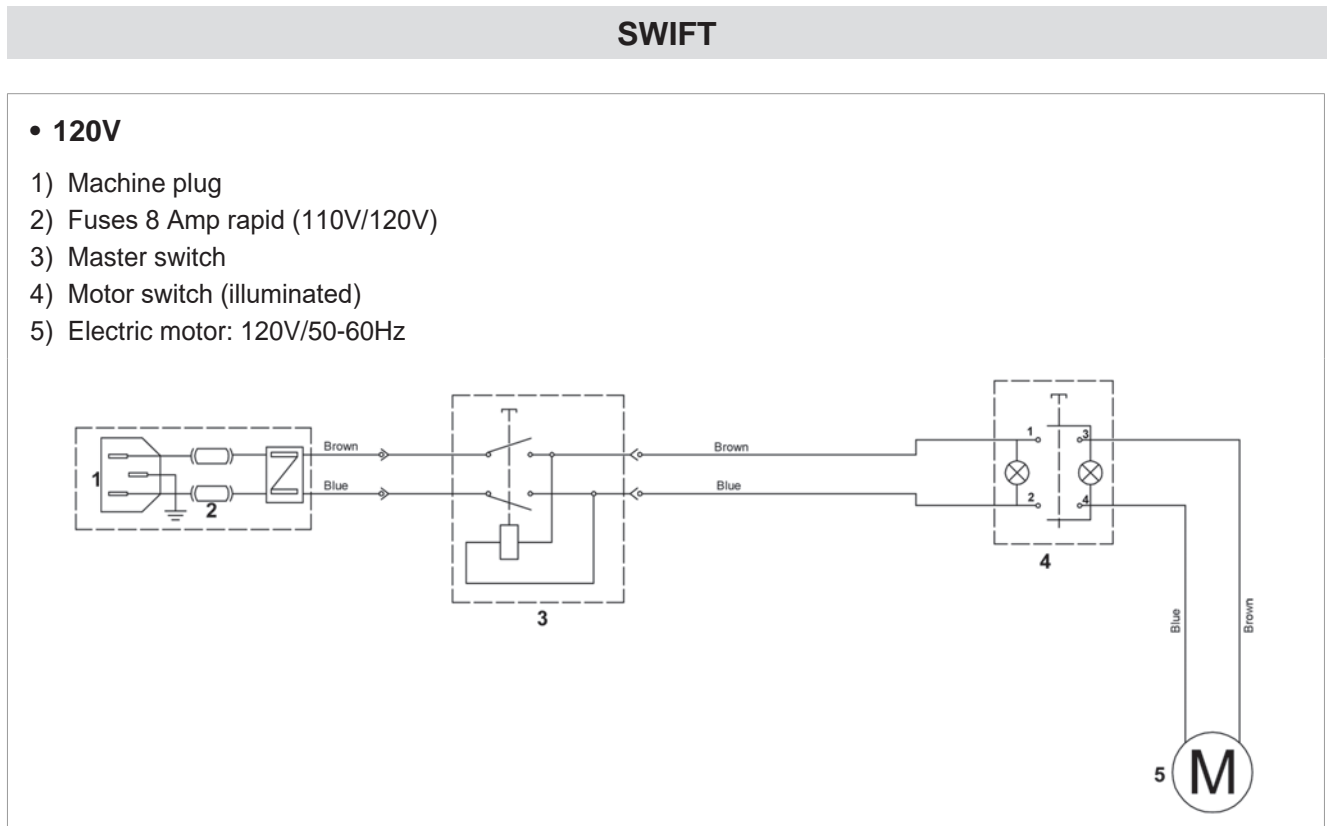 SWIFT
• 120V
1) Machine plug
2) Fuses 8 Amp rapid (110V/120V)
3) Master switch
4) Motor switch (illuminated)
5) Electric motor: 120V/50-60Hz
1
2
Brown
Blue
3
Brown
Blue
1
3
2
4
4
Blue
Brown
5
M